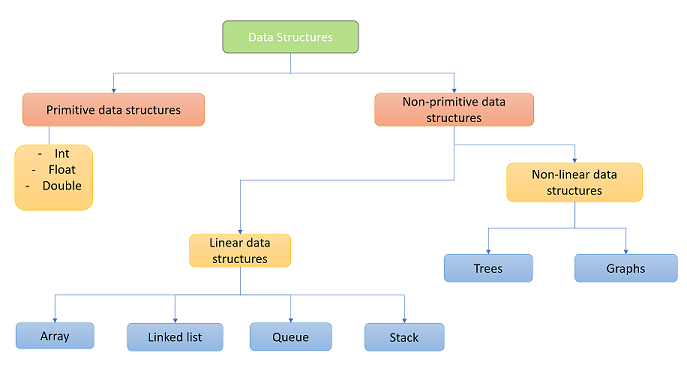 Data Structures
Primitive data structures
Non-primitive data
structures
- Int
- Float
- Double
Non-linear data
structures
Linear data
structures
Trees
Graphs
Array
Linked list
Queue
Stack